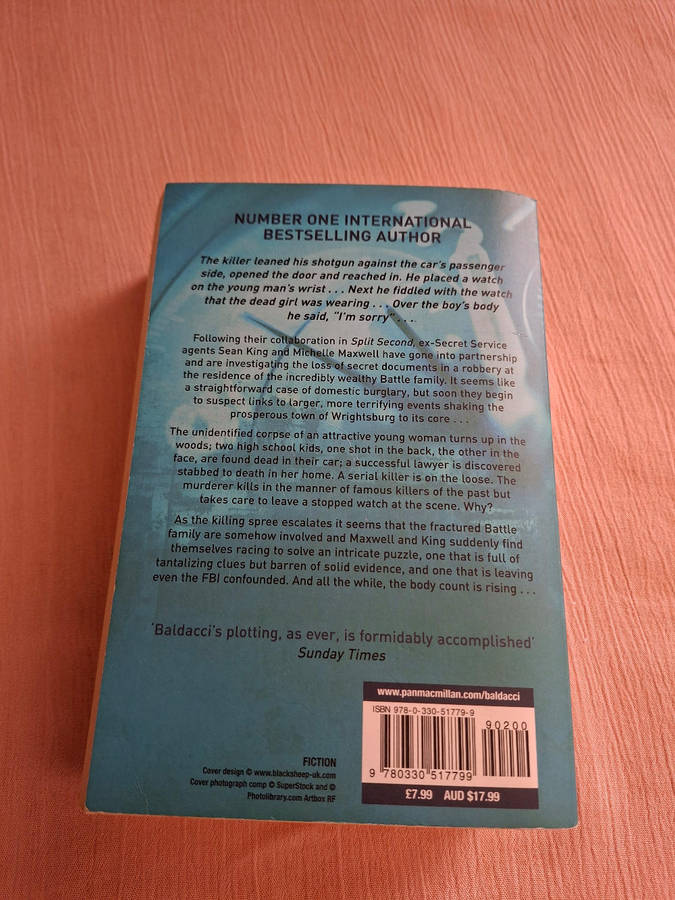 NUMBER ONE INTERNATIONAL
BESTSELLING AUTHOR
The killer leaned his shotgun against the car's passenger
side, opened the door and reached in. He placed a watch
on the young man's wrist . . . Next he fiddled with the watch
that the dead girl was wearing . . . Over the boy's body
he said, "I'm sorry" . . .
Following their collaboration in Split Second, ex-Secret Service
agents Sean King and Michelle Maxwell have gone into partnership
and are investigating the loss of secret documents in a robbery at
the residence of the incredibly wealthy Battle family. It seems like
a straightforward case of domestic burglary, but soon they begin
to suspect links to larger, more terrifying events shaking the
prosperous town of Wrightsburg to its core . . .
The unidentified corpse of an attractive young woman turns up in the
woods; two high school kids, one shot in the back, the other in the
face, are found dead in their car; a successful lawyer is discovered
stabbed to death in her home. A serial killer is on the loose. The
murderer kills in the manner of famous killers of the past but
takes care to leave a stopped watch at the scene. Why?
As the killing spree escalates it seems that the fractured Battle
family are somehow involved and Maxwell and King suddenly find
themselves racing to solve an intricate puzzle, one that is full of
tantalizing clues but barren of solid evidence, and one that is leaving
even the FBI confounded. And all the while, the body count is rising . . .
'Baldacci's plotting, as ever, is formidably accomplished'
Sunday Times
www.panmacmillan.com/baldacci
ISBN 978-0-330-51779-9
90200
9 780330 517799
£7.99 AUD $17.99
FICTION
Cover design © www.blacksheep-uk.com
Cover photograph comp © SuperStock and ©
Photolibrary.com Artbox RF